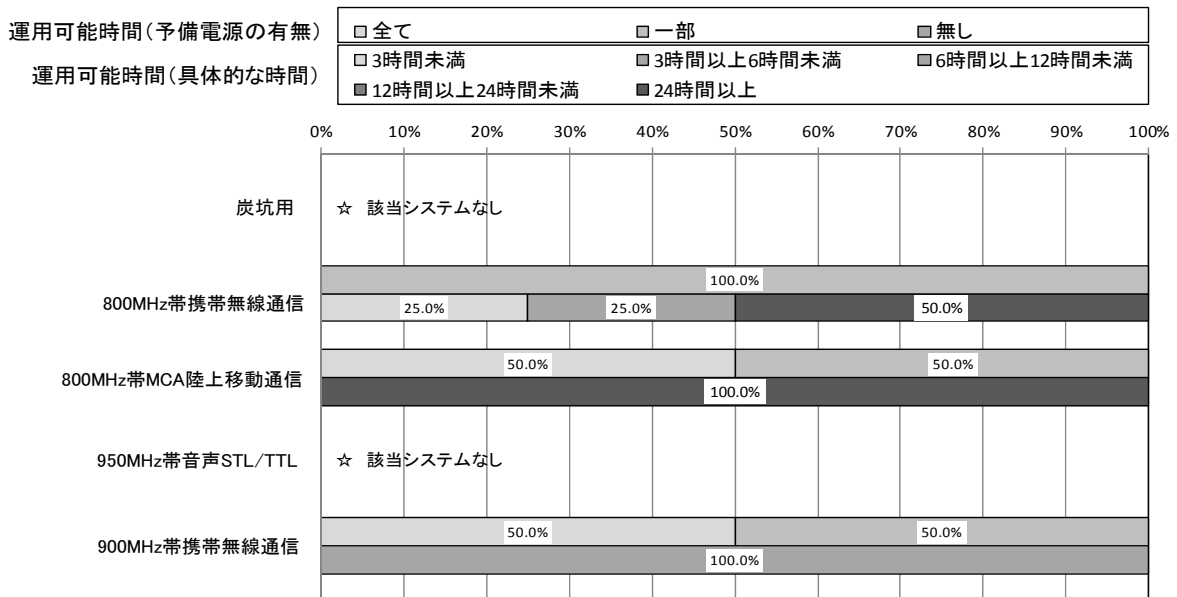 運用可能時間(予備電源の有無) 全て 一部 無し
運用可能時間(具体的な時間) 3時間未満 3時間以上6時間未満 6時間以上12時間未満
12時間以上24時間未満 24時間以上
0% 10% 20% 30% 40% 50% 60% 70% 80% 90% 100%
炭坑用 ☆ 該当システムなし
100.0%
800MHz帯携帯無線通信
25.0% 25.0% 50.0%
50.0% 50.0%
800MHz帯MCA陸上移動通信
100.0%
950MHz帯音声STL/TTL ☆ 該当システムなし
50.0% 50.0%
900MHz帯携帯無線通信
100.0%